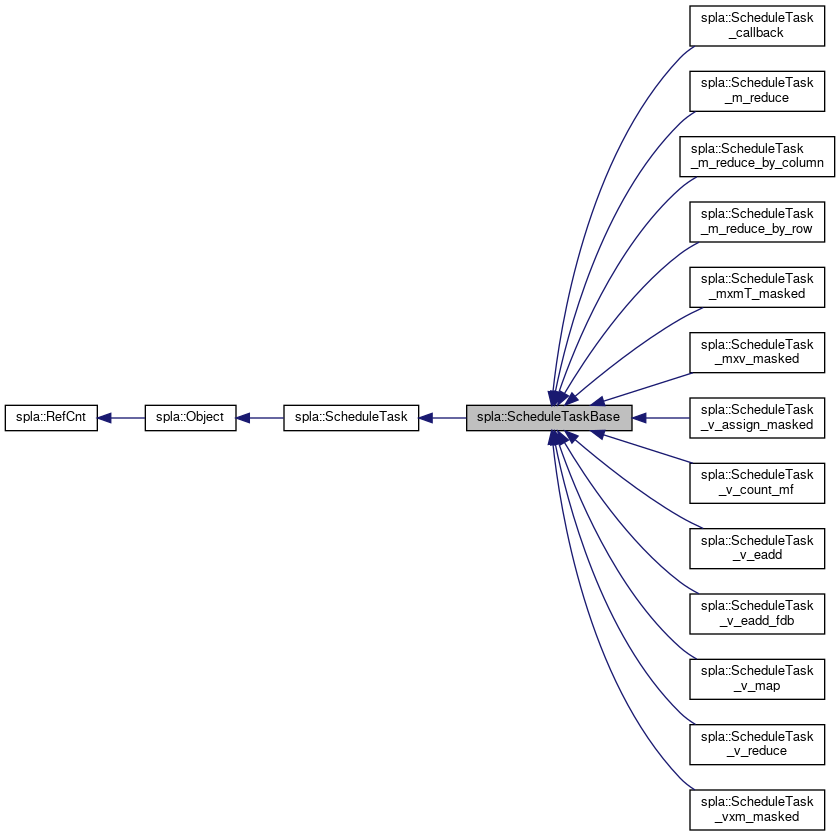 spla::RefCnt
spla::Object
spla::ScheduleTask
spla::ScheduleTaskBase
spla::ScheduleTask
_callback
spla::ScheduleTask
_m_reduce
spla::ScheduleTask
_m_reduce_by_column
spla::ScheduleTask
_m_reduce_by_row
spla::ScheduleTask
_mxmT_masked
spla::ScheduleTask
_mxv_masked
spla::ScheduleTask
_v_assign_masked
spla::ScheduleTask
_v_count_mf
spla::ScheduleTask
_v_eadd
spla::ScheduleTask
_v_eadd_fdb
spla::ScheduleTask
_v_map
spla::ScheduleTask
_v_reduce
spla::ScheduleTask
_vxm_masked